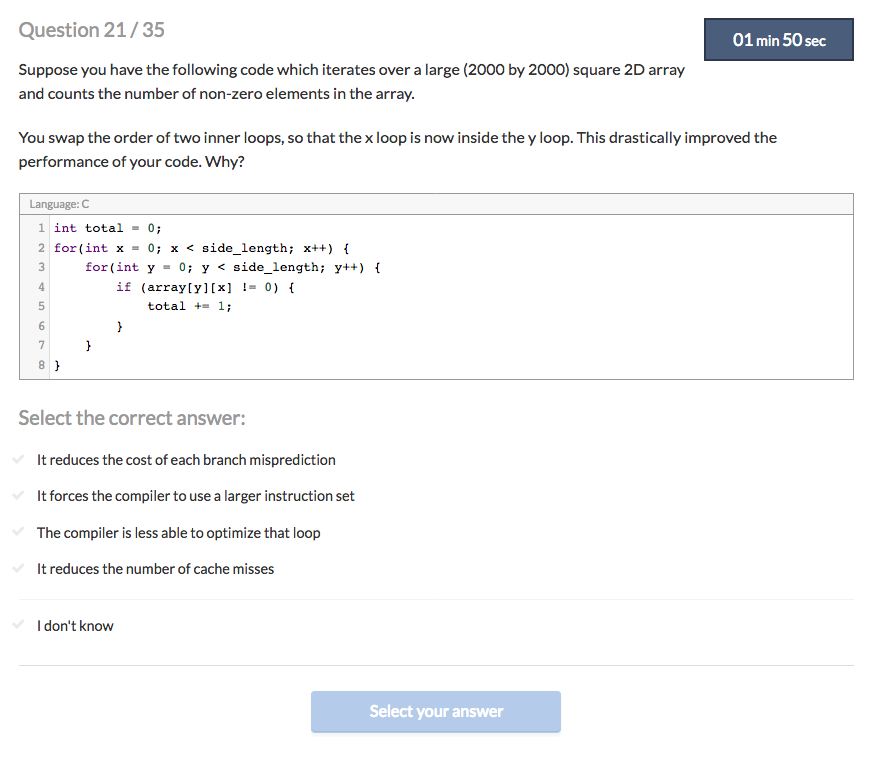 Question 21 / 35
01 min 50 sec
Suppose you have the following code which iterates over a large (2000 by 2000) square 2D array
and counts the number of non-zero elements in the array.
You swap the order of two inner loops, so that the x loop is now inside the y loop. This drastically improved the
performance of your code. Why?
Language: C
1 int total = 0;
2 for(int x = 0; x < side_length; x++) {
3     for(int y = 0; y < side_length; y++) {
4         if (array[y][x] != 0) {
5             total += 1;
6         }
7     }
8 }
Select the correct answer:
It reduces the cost of each branch misprediction
It forces the compiler to use a larger instruction set
The compiler is less able to optimize that loop
It reduces the number of cache misses
I don't know
Select your answer